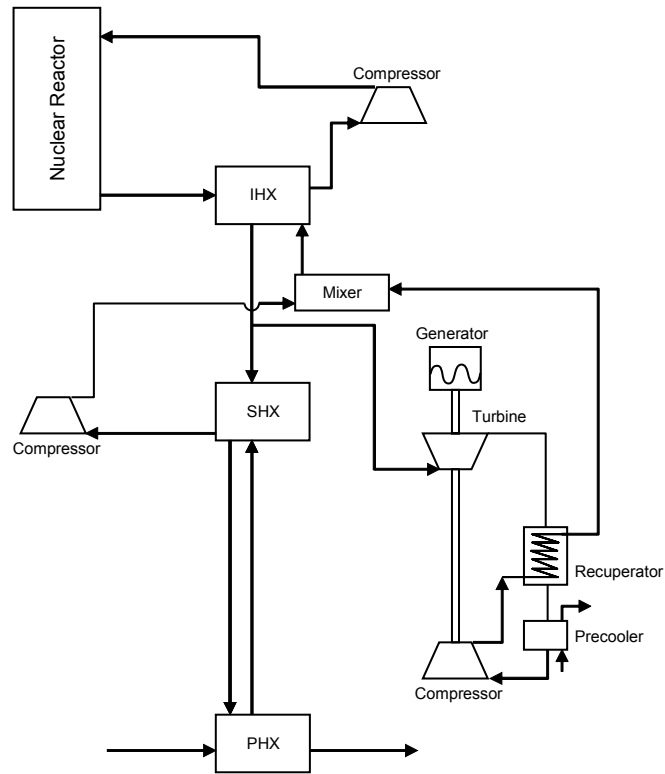 Nuclear Reactor
Compressor
IHX
Mixer
Generator
SHX
Turbine
Compressor
Recuperator
Precooler
Compressor
PHX